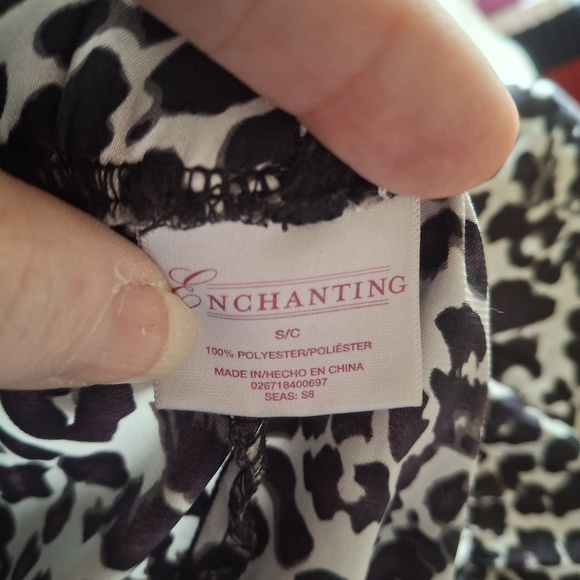 ENCHANTING
S/C
100% POLYESTER/POLIÉSTER
MADE IN/HECHO EN CHINA
026718400697
SEAS: S8